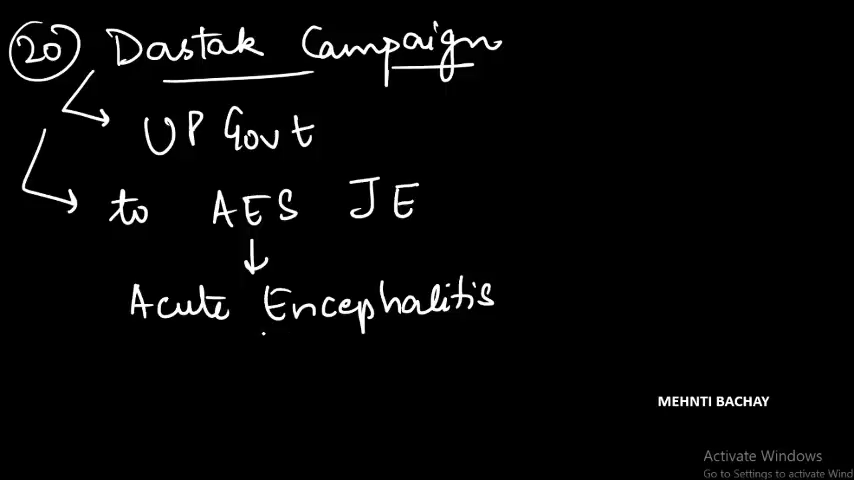 20 Dastak Campaign
UP Govt
to AES JE
Acute Encephalitis
MEHNTI BACHAY
Activate Windows
Go to Settings to activate Wind